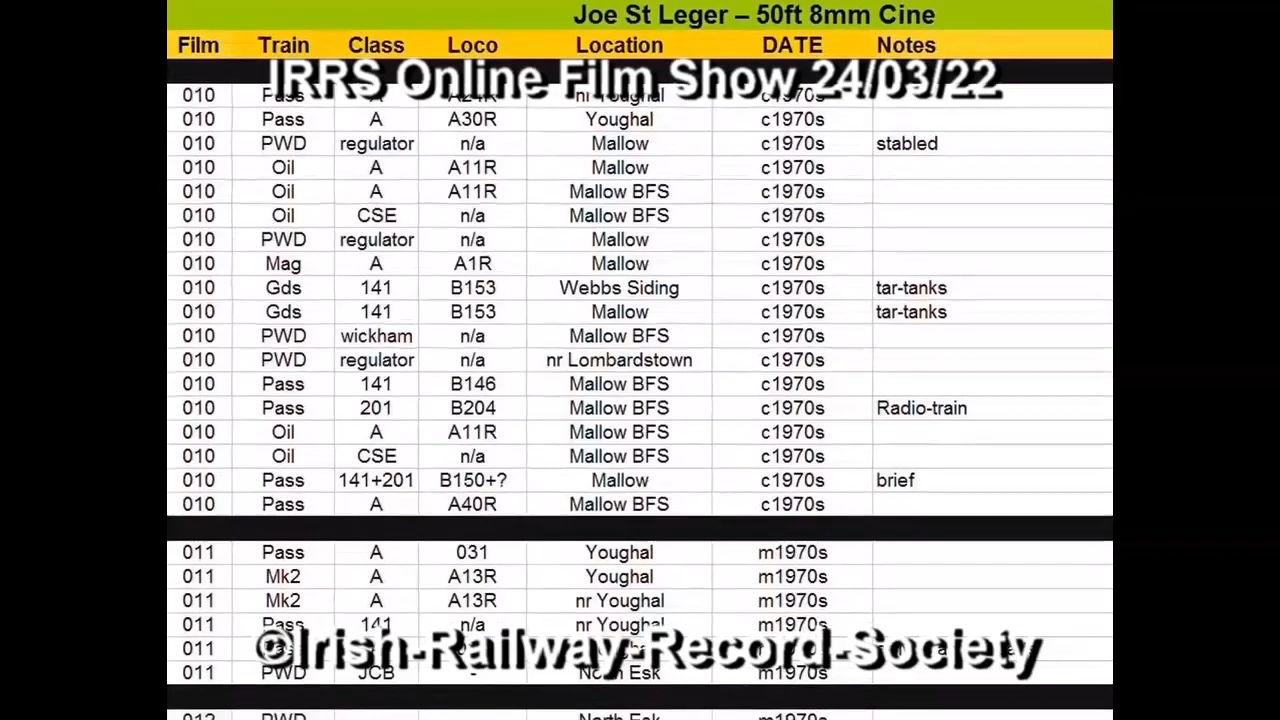 Joe St Leger – 50ft 8mm Cine
Film Train Class Loco Location DATE Notes
IRRS Online Film Show 24/03/22
010 Pass A A24R nr Youghal c1970s
010 Pass A A30R Youghal c1970s
010 PWD regulator n/a Mallow c1970s stabled
010 Oil A A11R Mallow c1970s
010 Oil A A11R Mallow BFS c1970s
010 Oil CSE n/a Mallow BFS c1970s
010 PWD regulator n/a Mallow c1970s
010 Mag A A1R Mallow c1970s
010 Gds 141 B153 Webbs Siding c1970s tar-tanks
010 Gds 141 B153 Mallow c1970s tar-tanks
010 PWD wickham n/a Mallow BFS c1970s
010 PWD regulator n/a nr Lombardstown c1970s
010 Pass 141 B146 Mallow BFS c1970s
010 Pass 201 B204 Mallow BFS c1970s Radio-train
010 Oil A A11R Mallow BFS c1970s
010 Oil CSE n/a Mallow BFS c1970s
010 Pass 141+201 B150+? Mallow c1970s brief
010 Pass A A40R Mallow BFS c1970s
011 Pass A 031 Youghal m1970s
011 Mk2 A A13R Youghal m1970s
011 Mk2 A A13R nr Youghal m1970s
011 Pass 141 n/a nr Youghal m1970s
©Irish-Railway-Record-Society
011 m1970s
011 PWD JCB - North Esk m1970s
012 PWD North Esk